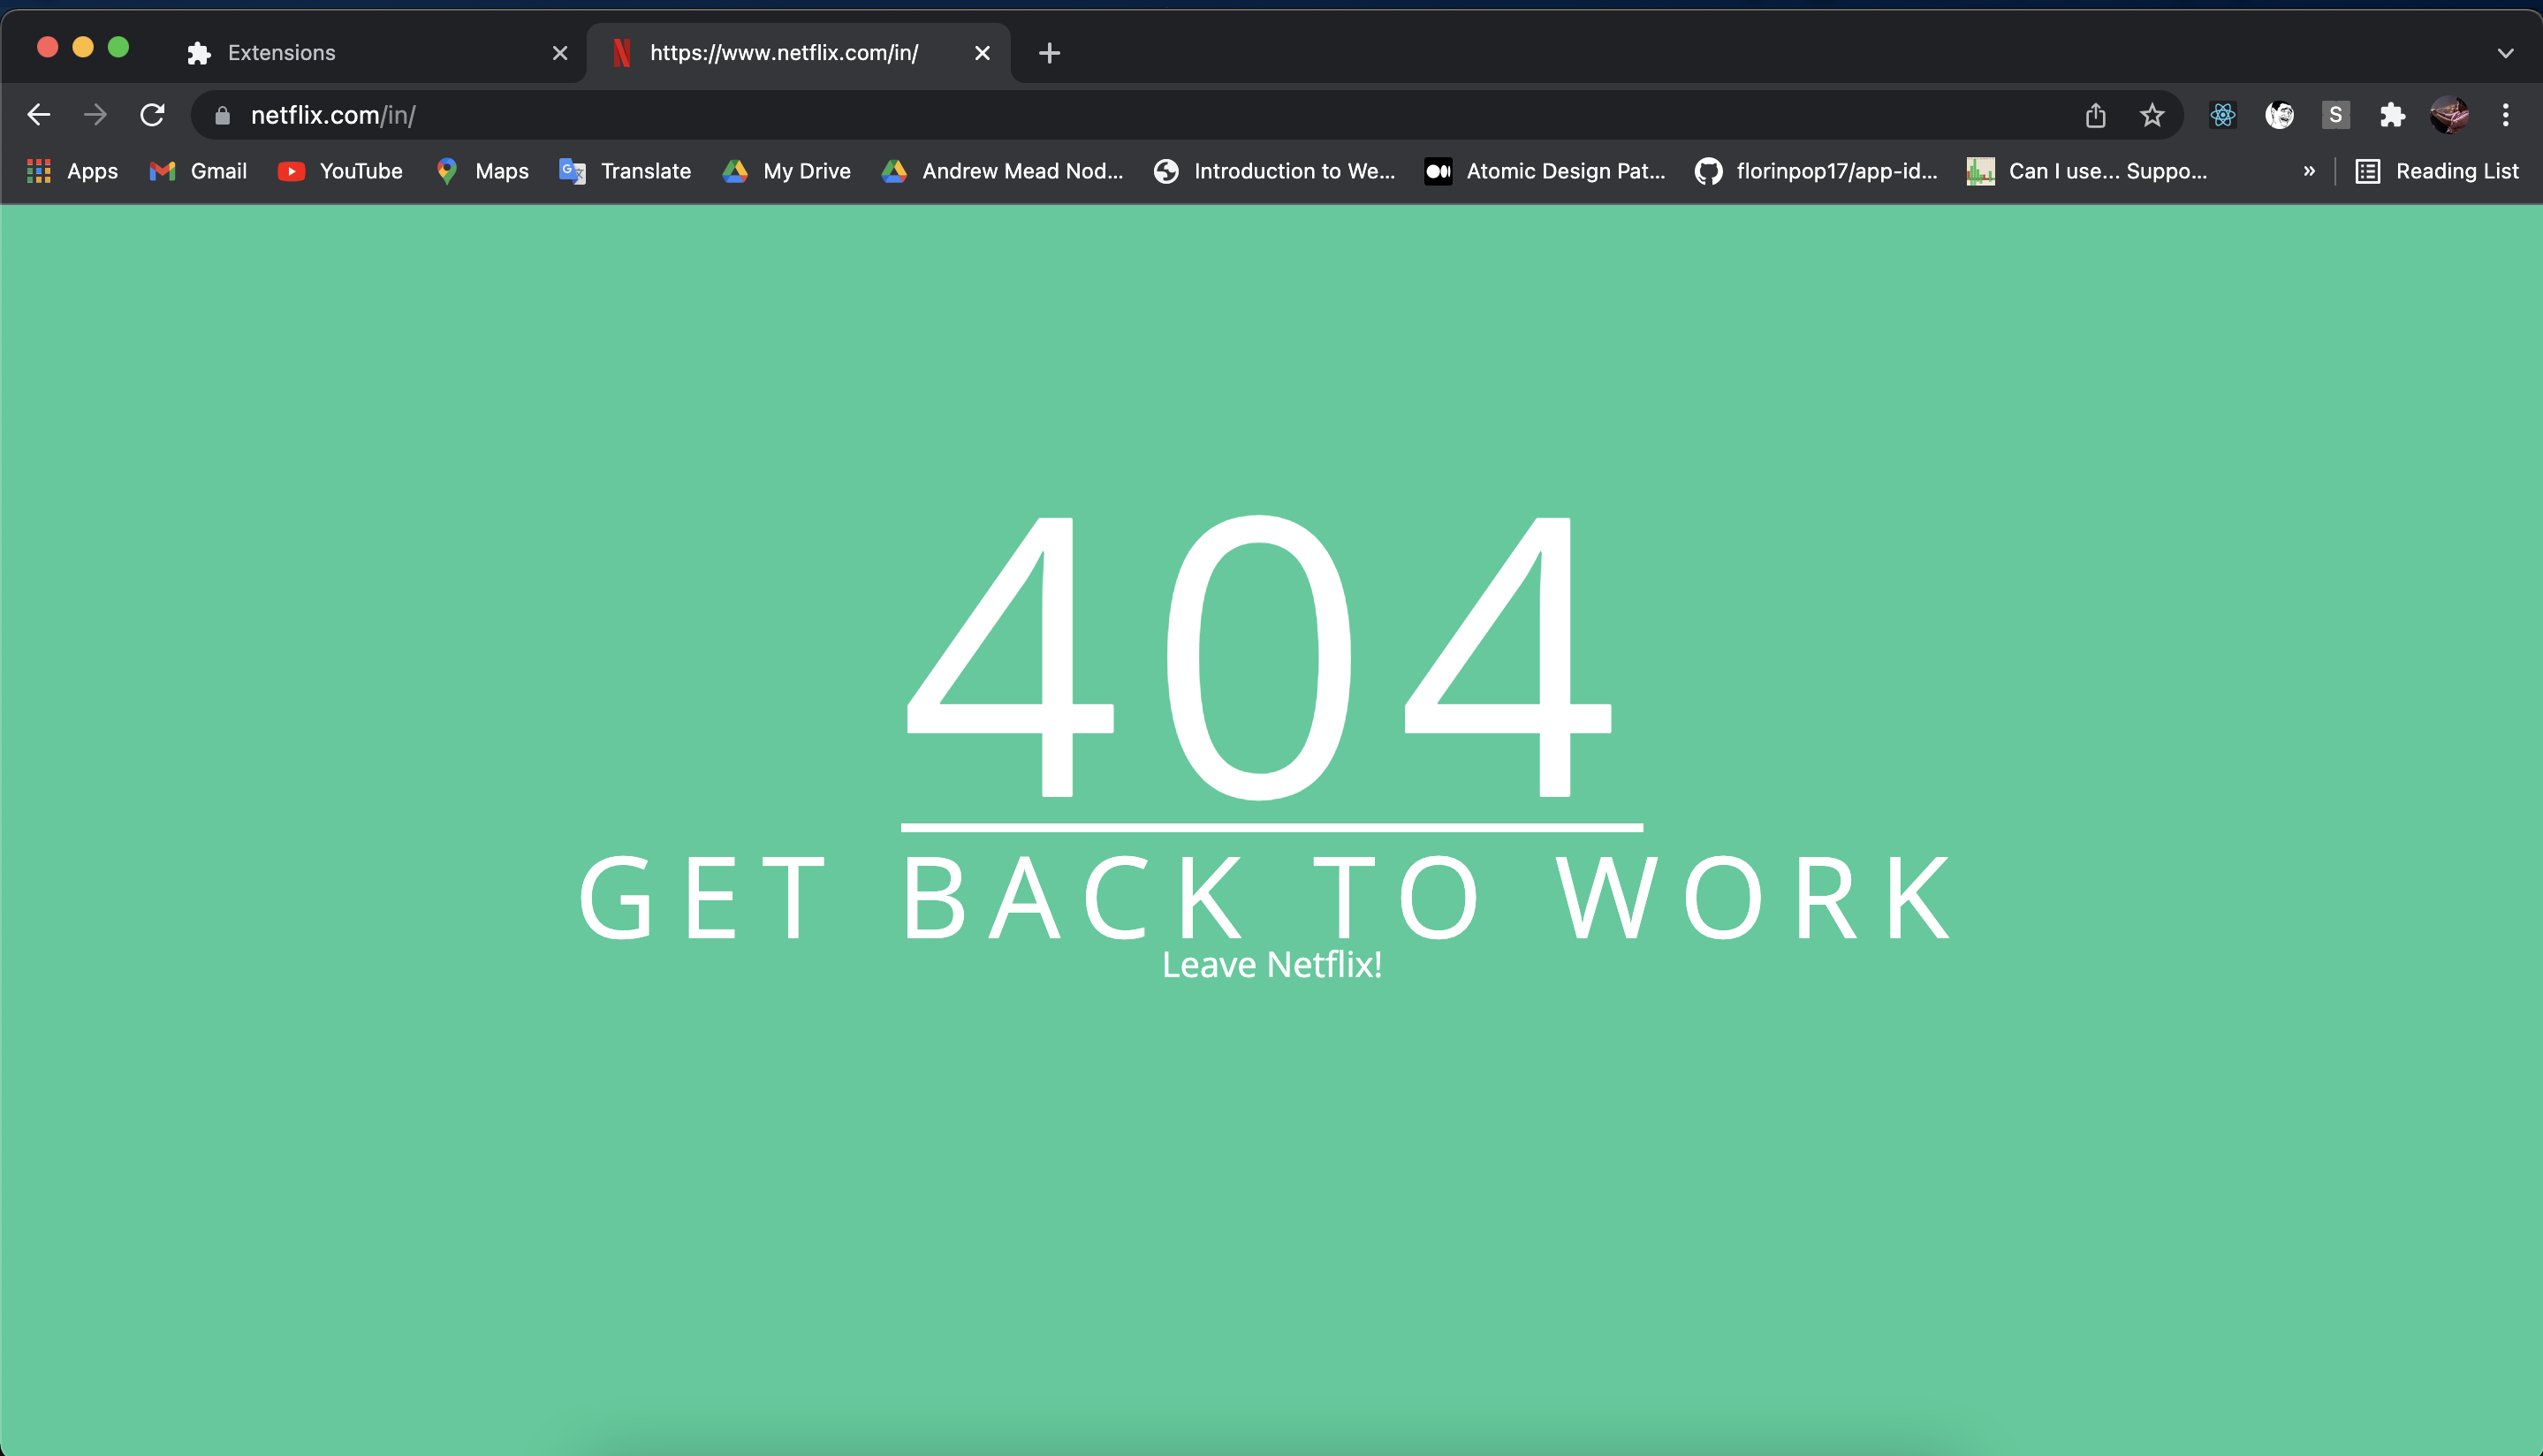 Extensions
https://www.netflix.com/in/
netflix.com/in/
S
Apps Gmail YouTube Maps Translate My Drive Andrew Mead Nod... Introduction to We... Atomic Design Pat... florinpop17/app-id... Can I use... Suppo... » Reading List
404
GET BACK TO WORK
Leave Netflix!